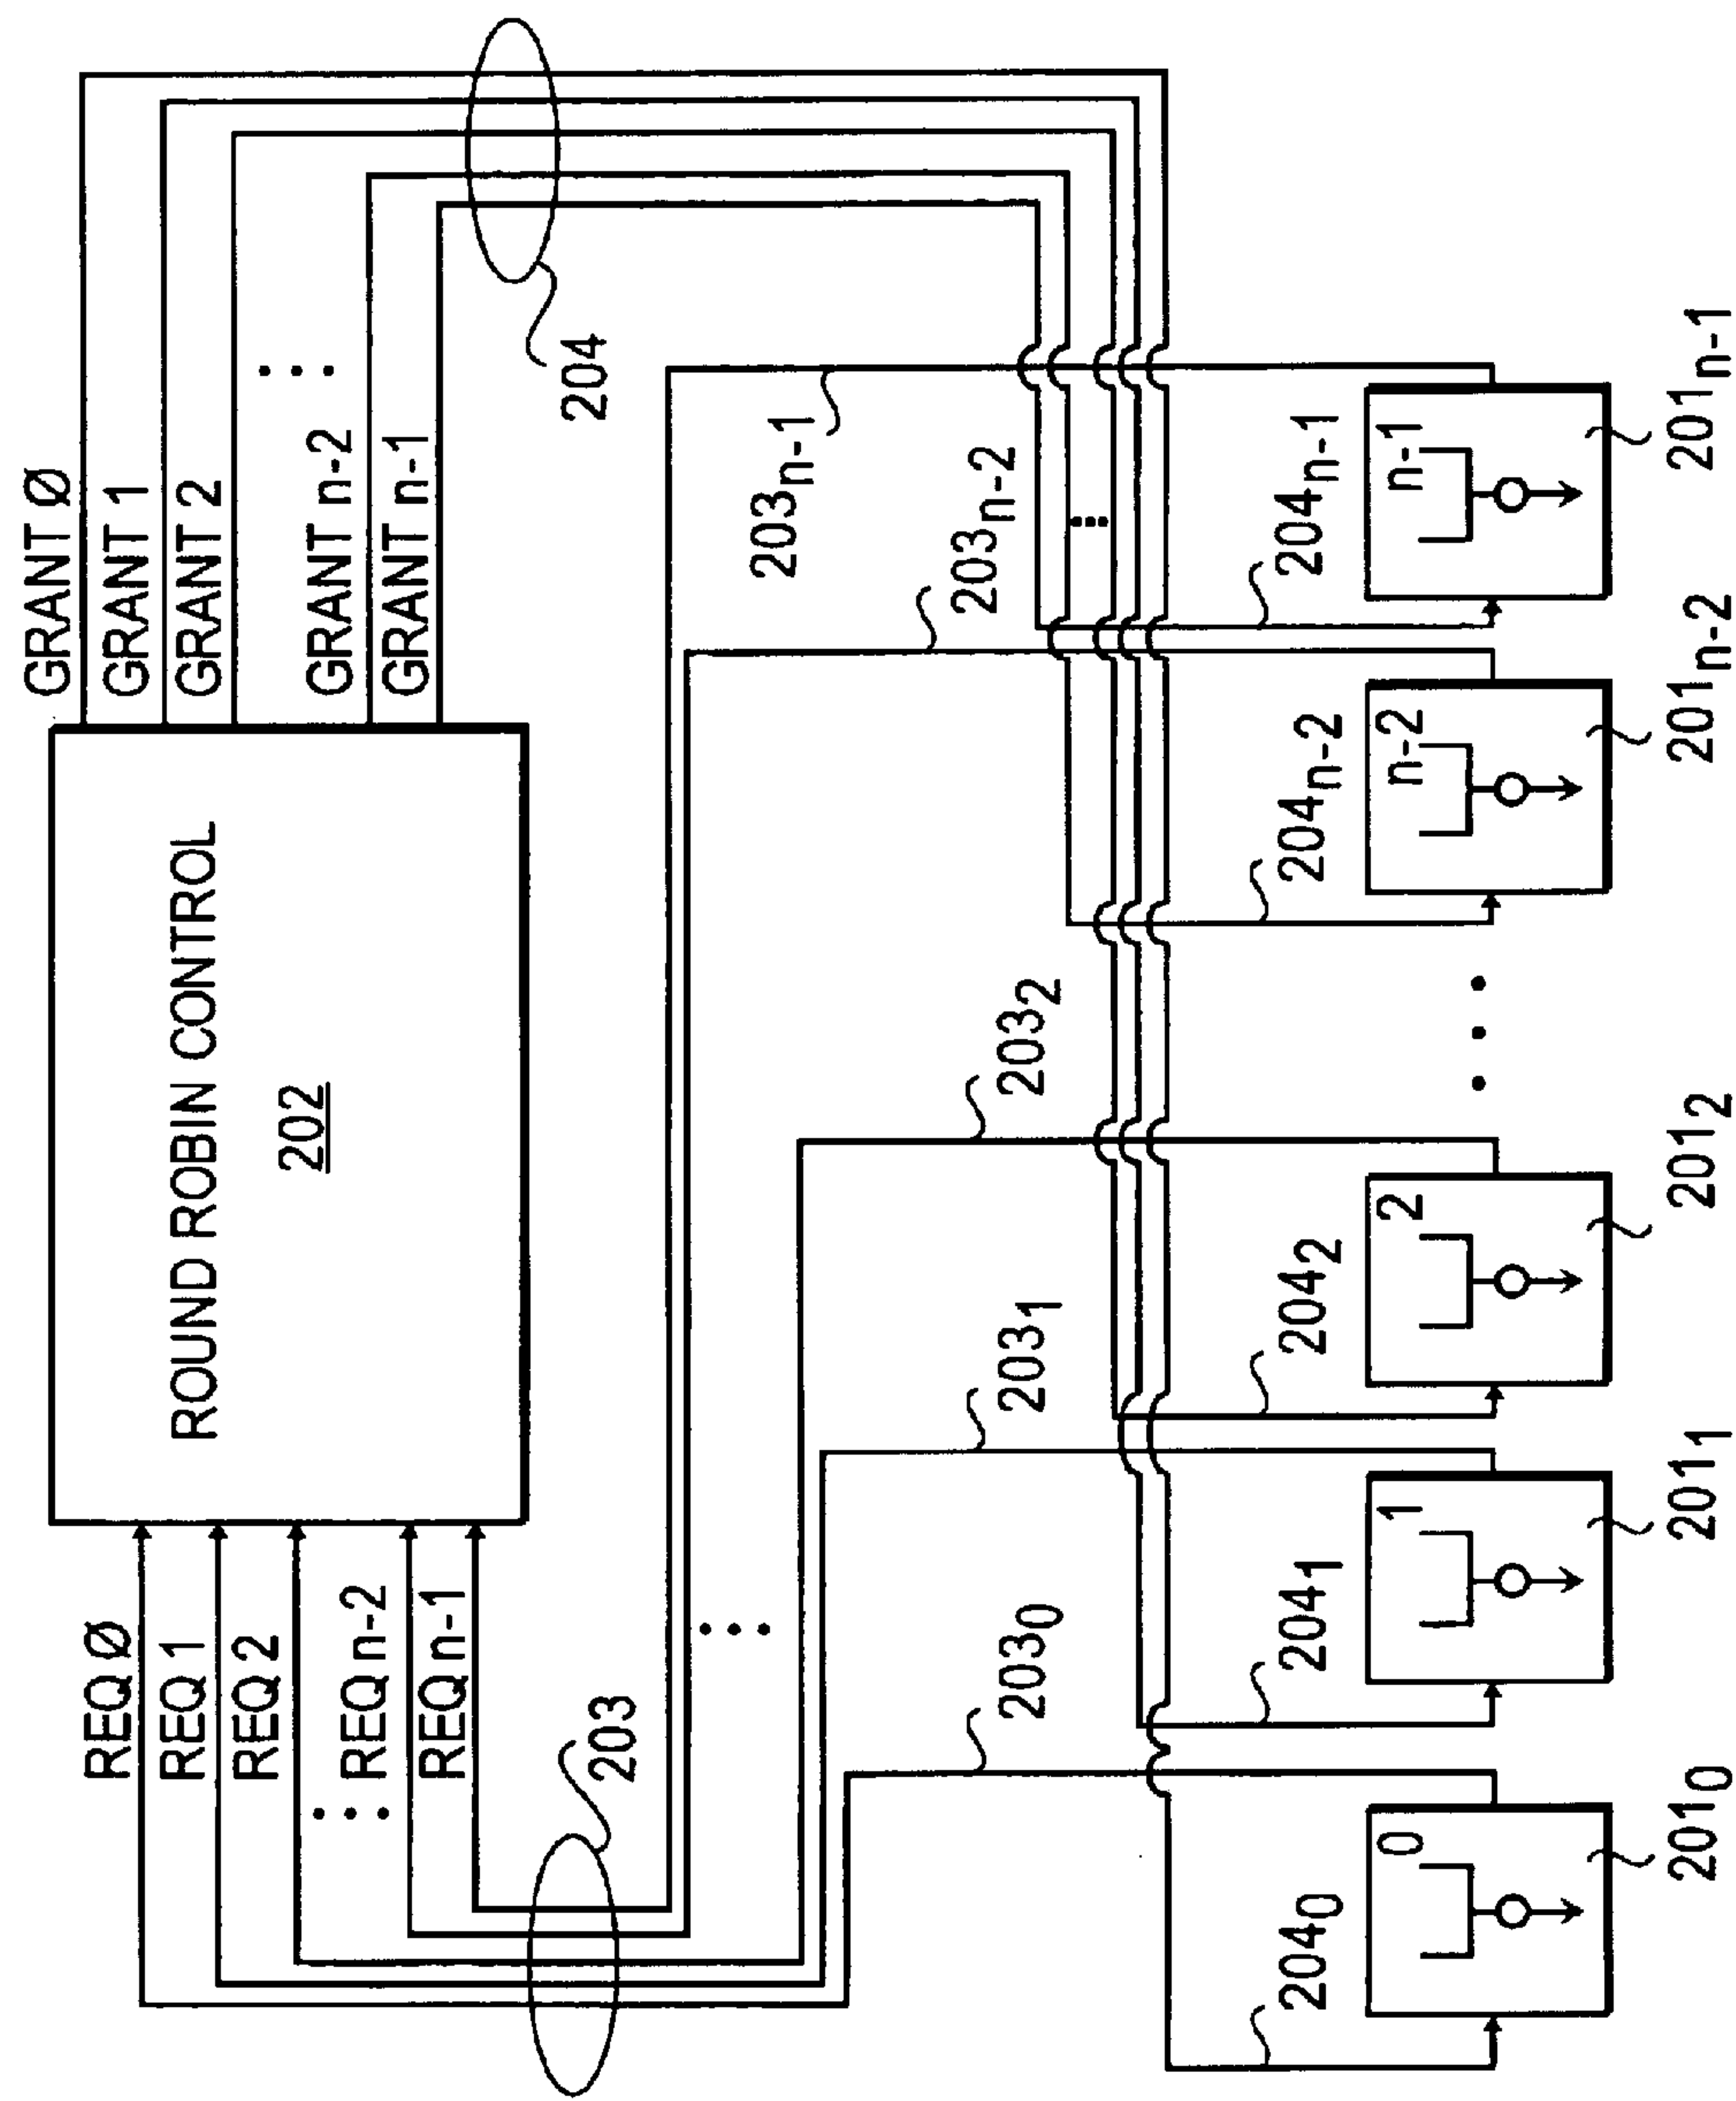 GRANT Ø
GRANT 1
GRANT 2
GRANT n-2
GRANT n-1
204
ROUND ROBIN CONTROL
202
REQ Ø
REQ 1
REQ 2
REQ n-2
REQ n-1
203
203n-1
203n-2
2032
2031
2030
2040
2041
2042
204n-2
204n-1
0
1
2
n-2
n-1
2010
2011
2012
201n-2
201n-1